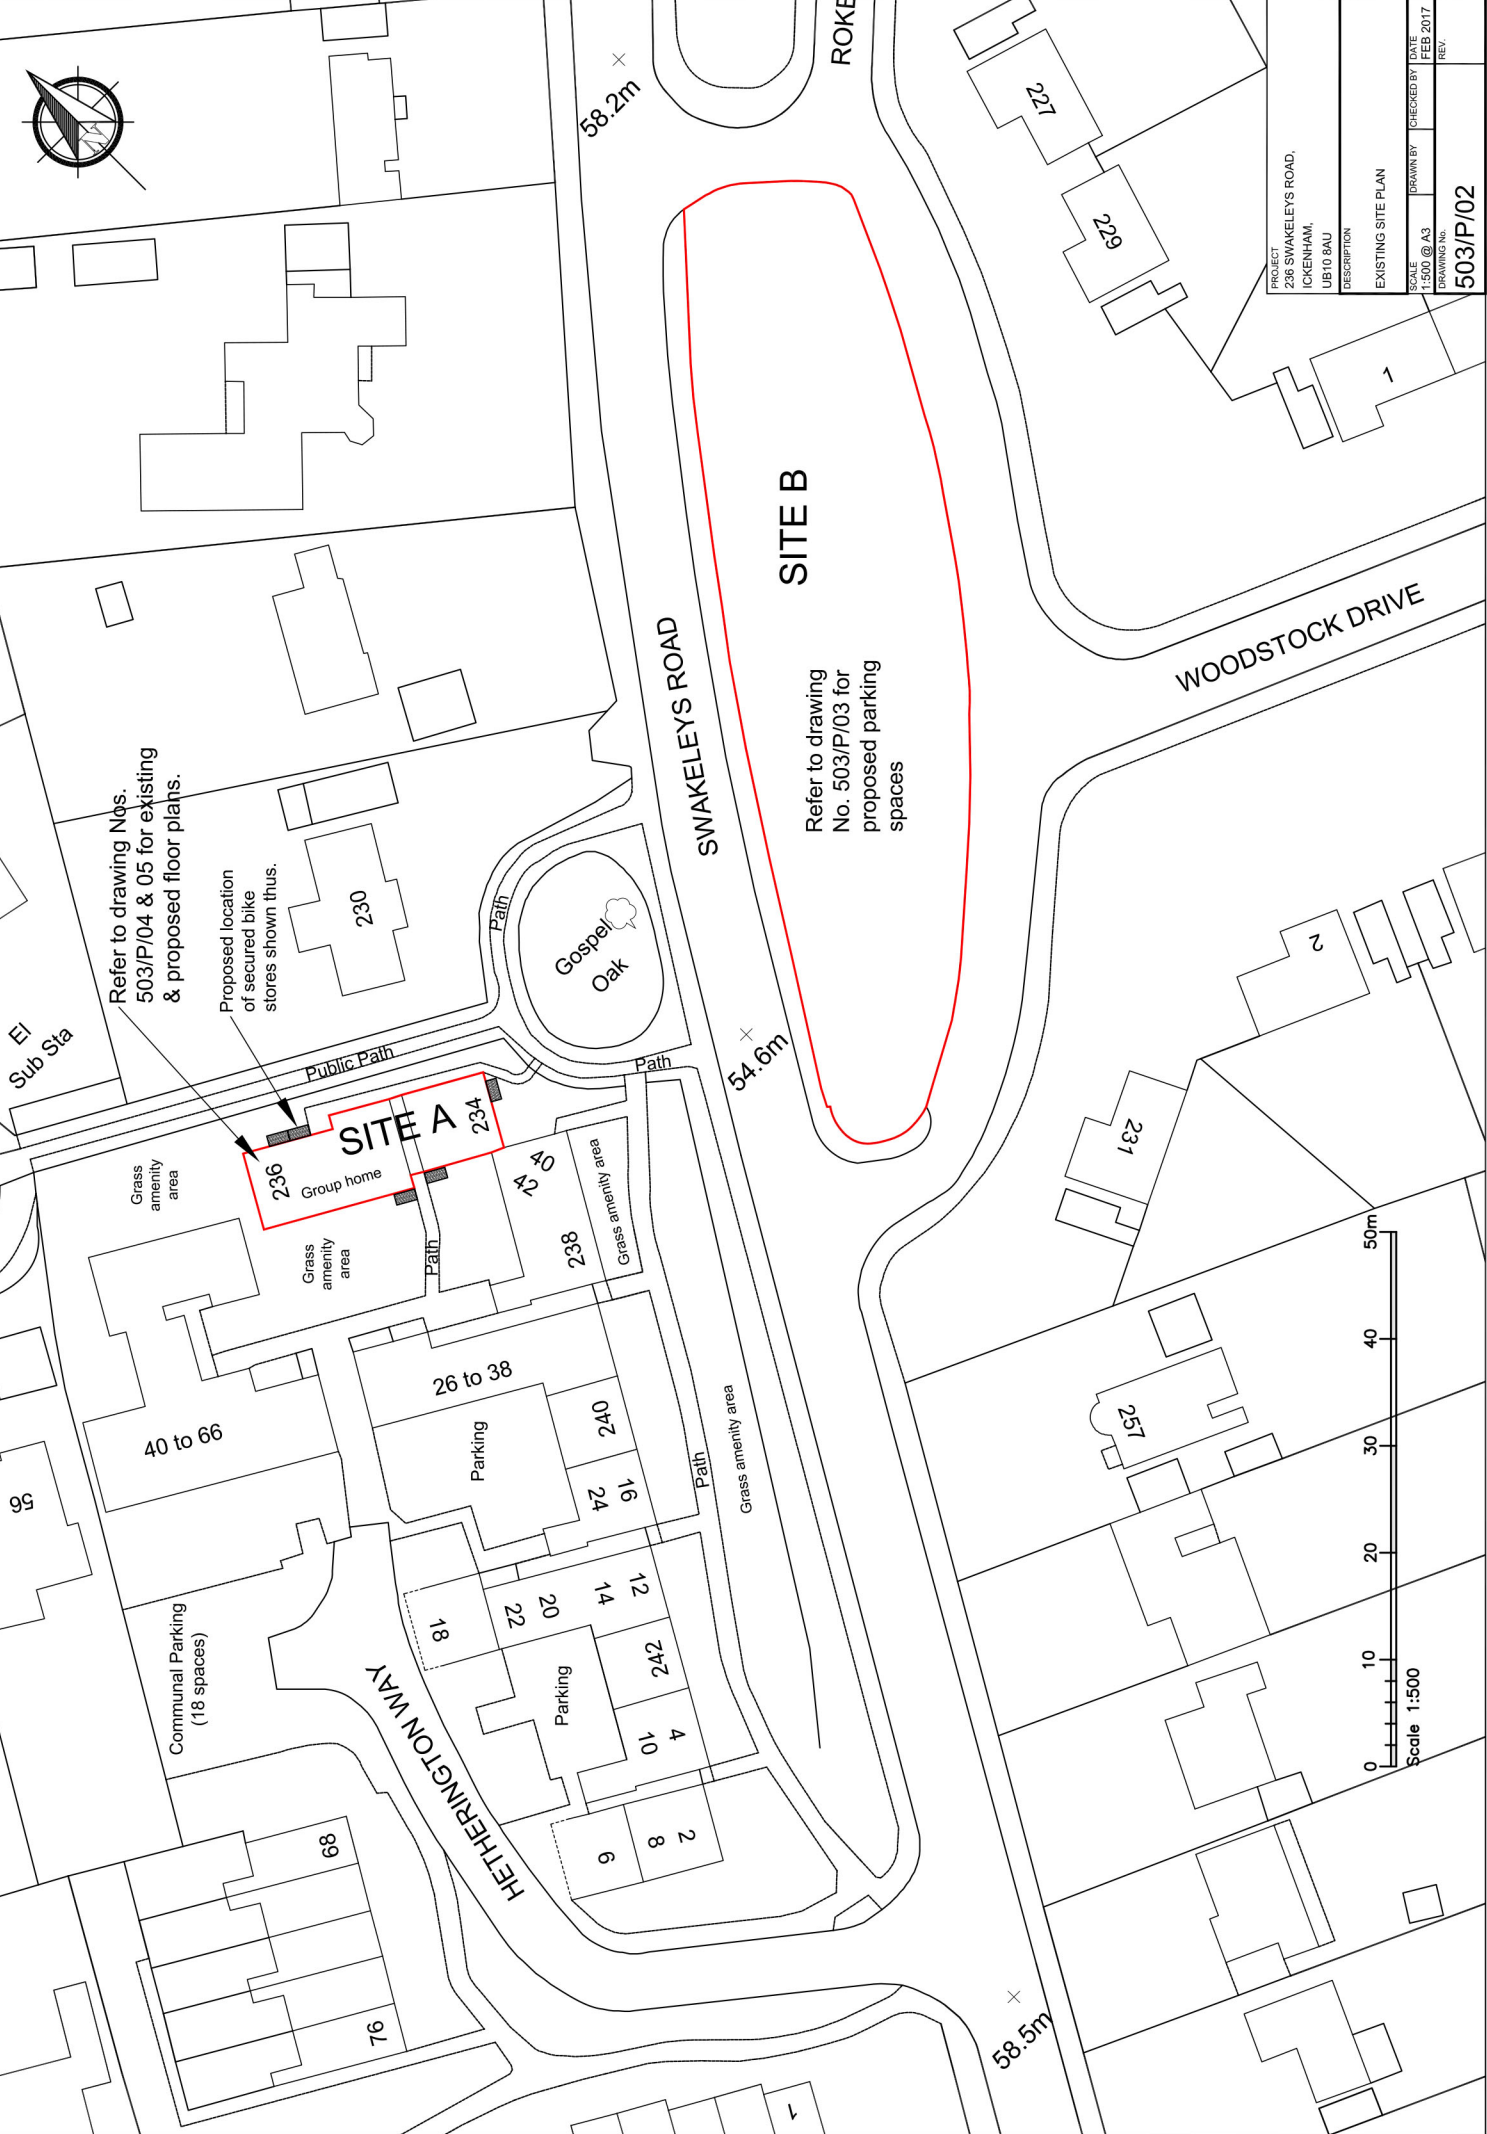 N
58.2m
ROKE
227
229
1
PROJECT
236 SWAKELEYS ROAD,
ICKENHAM,
UB10 8AU
DESCRIPTION
EXISTING SITE PLAN
SCALE
1:500 @ A3
DRAWN BY
CHECKED BY
DATE
FEB 2017
DRAWING No.
503/P/02
REV.
SITE B
Refer to drawing
No. 503/P/03 for
proposed parking
spaces
SWAKELEYS ROAD
WOODSTOCK DRIVE
Refer to drawing Nos.
503/P/04 & 05 for existing
& proposed floor plans.
Proposed location
of secured bike
stores shown thus.
230
Path
Gospel
Oak
El
Sub Sta
Public Path
Path
54.6m
SITE A
236
Group home
234
Grass
amenity
area
Grass
amenity
area
Path
40
42
238
Grass amenity area
2
231
257
26 to 38
40 to 66
56
Parking
240
24
16
Path
Grass amenity area
Communal Parking
(18 spaces)
18
22
20
14
12
242
Parking
10
4
HETHERINGTON WAY
6
8
2
68
76
1
58.5m
0
10
20
30
40
50m
Scale 1:500